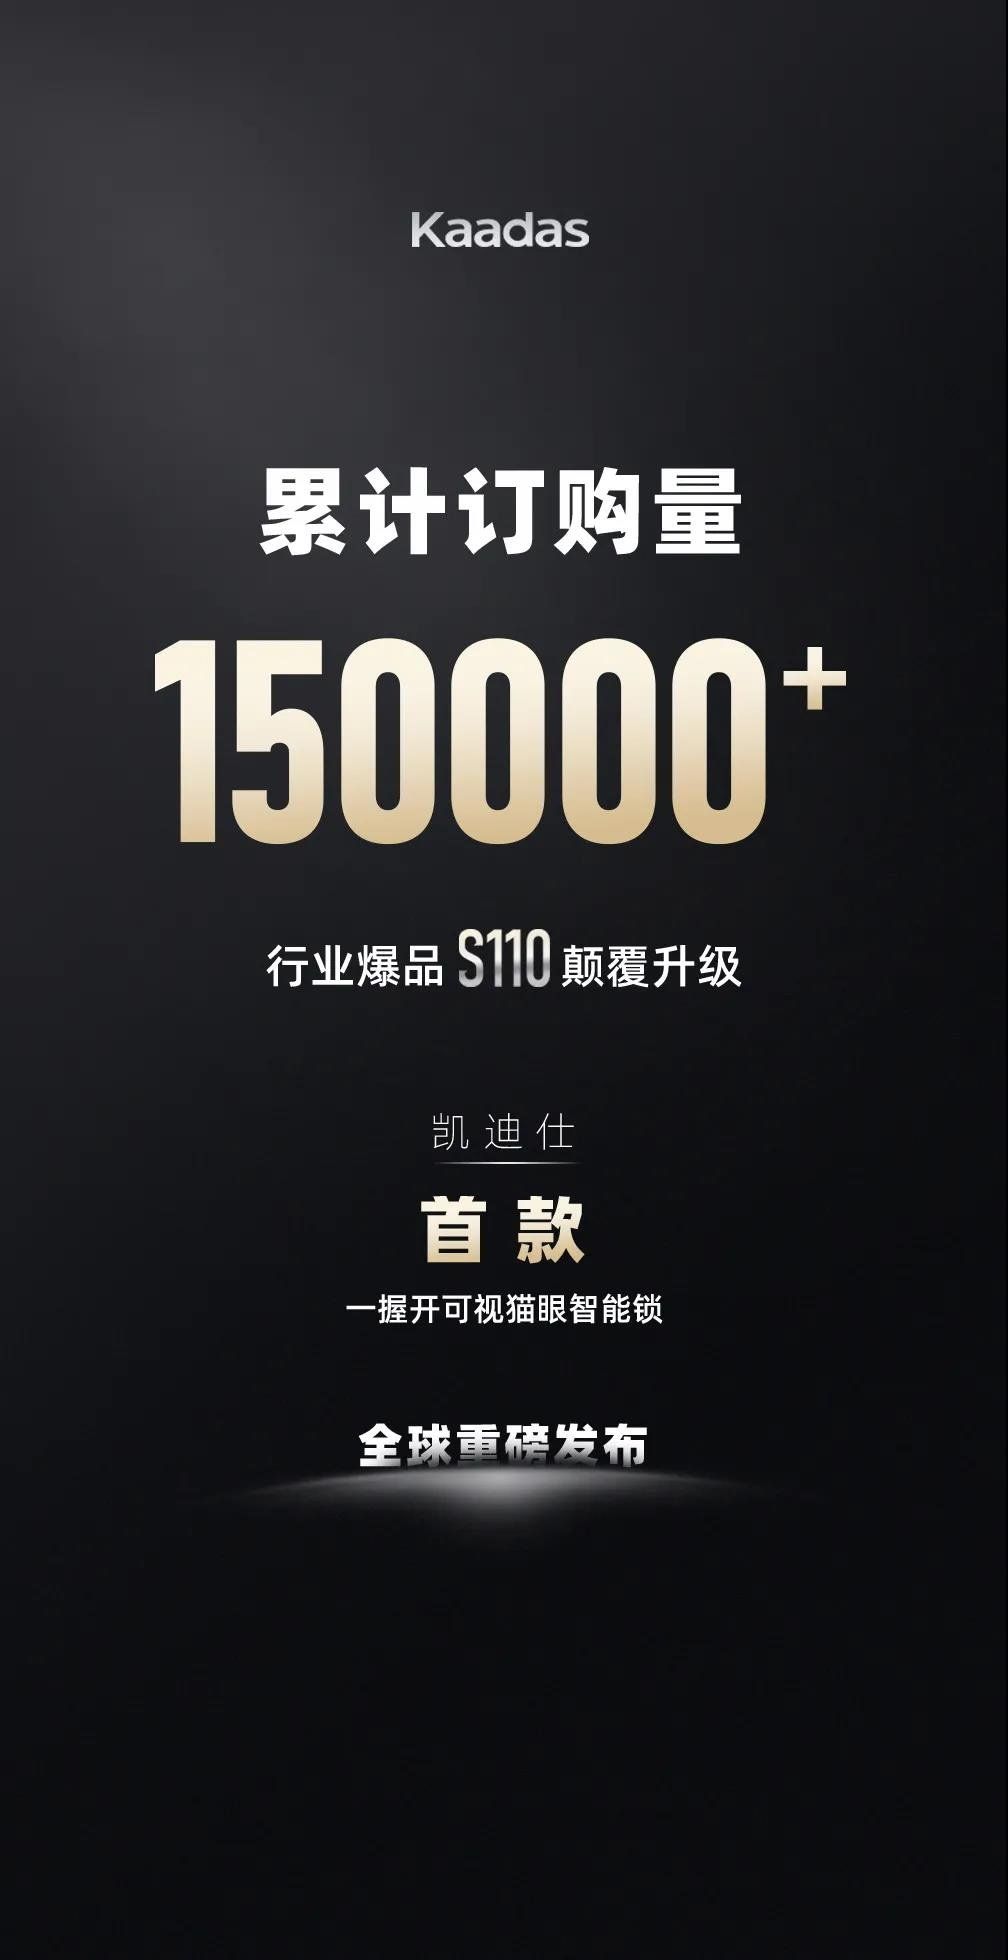 Kaadas
累计订购量
150000+
行业爆品 S110 颠覆升级
凯迪仕
首款
一握开可视猫眼智能锁
全球重磅发布